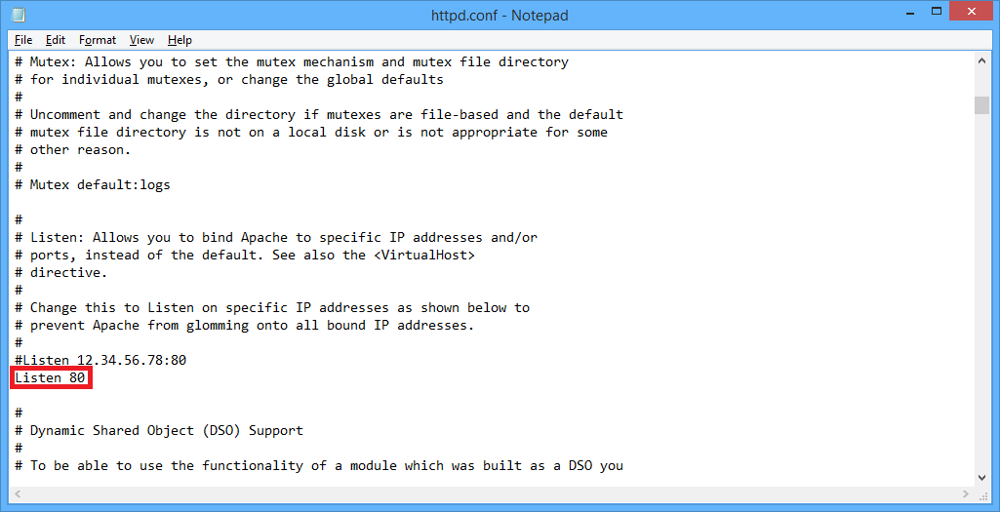 httpd.conf - Notepad
File Edit Format View Help
# Mutex: Allows you to set the mutex mechanism and mutex file directory
# for individual mutexes, or change the global defaults
#
# Uncomment and change the directory if mutexes are file-based and the default
# mutex file directory is not on a local disk or is not appropriate for some
# other reason.
#
# Mutex default:logs
#
# Listen: Allows you to bind Apache to specific IP addresses and/or
# ports, instead of the default. See also the <VirtualHost>
# directive.
#
# Change this to Listen on specific IP addresses as shown below to
# prevent Apache from glomming onto all bound IP addresses.
#
#Listen 12.34.56.78:80
Listen 80
#
# Dynamic Shared Object (DSO) Support
#
# To be able to use the functionality of a module which was built as a DSO you